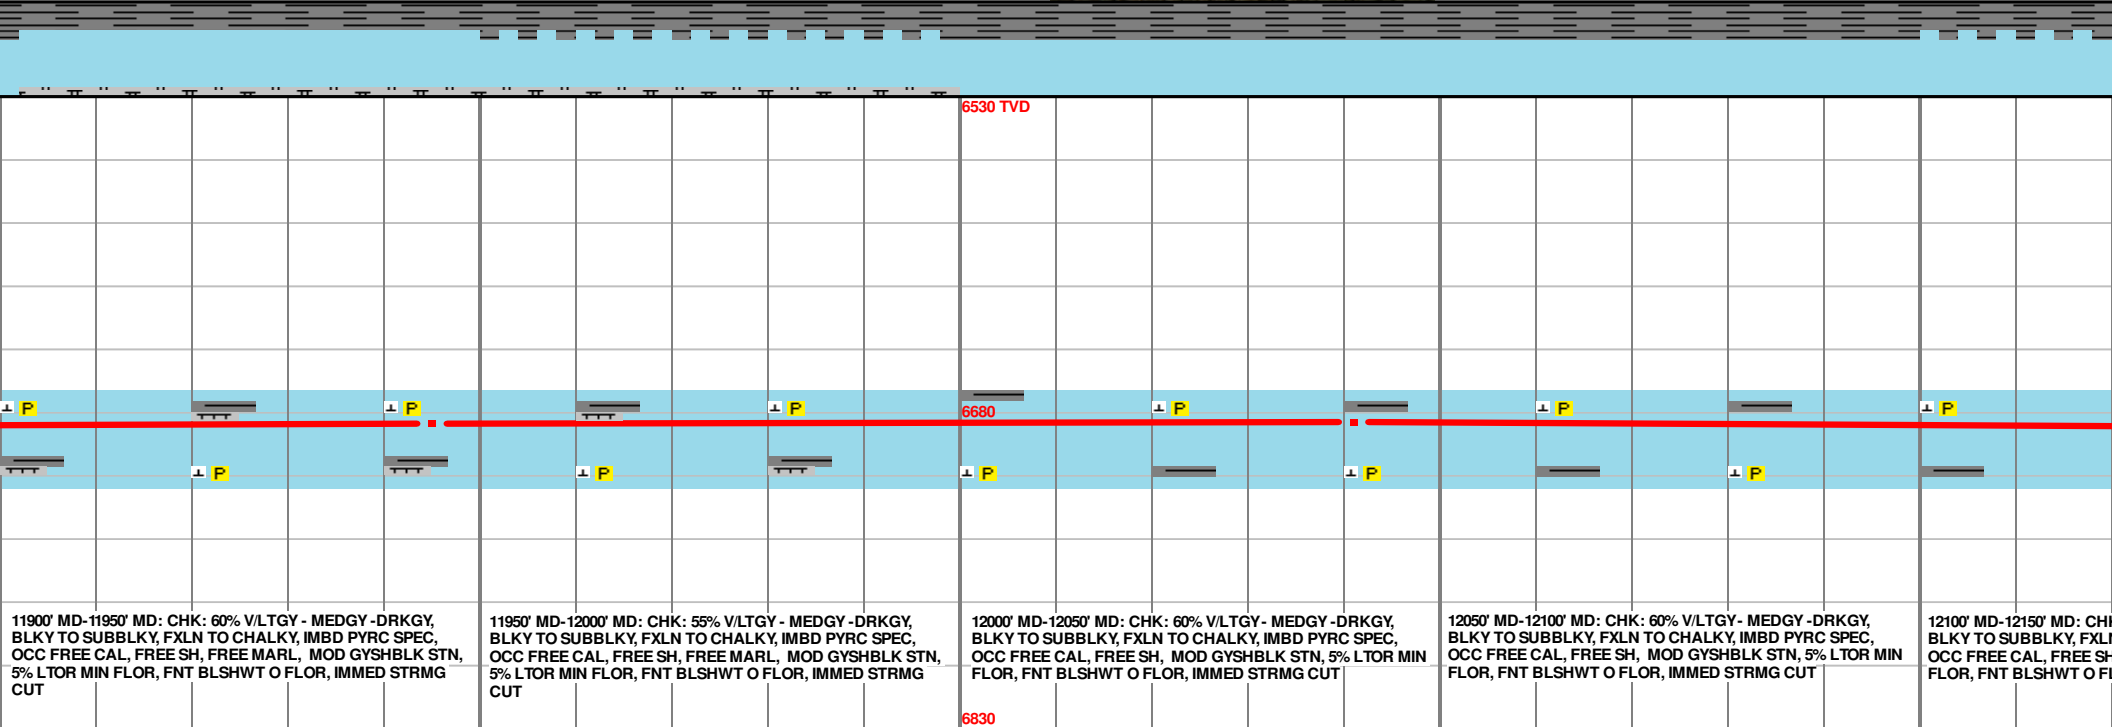 6530 TVD
P P P P P P
6680
P P P P P
11900' MD-11950' MD: CHK: 60% V/LTGY - MEDGY -DRKGY,
BLKY TO SUBBLKY, FXLN TO CHALKY, IMBD PYRC SPEC,
OCC FREE CAL, FREE SH, FREE MARL, MOD GYSHBLK STN,
5% LTOR MIN FLOR, FNT BLSHWT O FLOR, IMMED STRMG
CUT
11950' MD-12000' MD: CHK: 55% V/LTGY - MEDGY -DRKGY,
BLKY TO SUBBLKY, FXLN TO CHALKY, IMBD PYRC SPEC,
OCC FREE CAL, FREE SH, FREE MARL, MOD GYSHBLK STN,
5% LTOR MIN FLOR, FNT BLSHWT O FLOR, IMMED STRMG
CUT
12000' MD-12050' MD: CHK: 60% V/LTGY - MEDGY -DRKGY,
BLKY TO SUBBLKY, FXLN TO CHALKY, IMBD PYRC SPEC,
OCC FREE CAL, FREE SH, MOD GYSHBLK STN, 5% LTOR MIN
FLOR, FNT BLSHWT O FLOR, IMMED STRMG CUT
12050' MD-12100' MD: CHK: 60% V/LTGY - MEDGY -DRKGY,
BLKY TO SUBBLKY, FXLN TO CHALKY, IMBD PYRC SPEC,
OCC FREE CAL, FREE SH, MOD GYSHBLK STN, 5% LTOR MIN
FLOR, FNT BLSHWT O FLOR, IMMED STRMG CUT
12100' MD-12150' MD: CHK
BLKY TO SUBBLKY, FXLN
OCC FREE CAL, FREE SH
FLOR, FNT BLSHWT O FL
6830